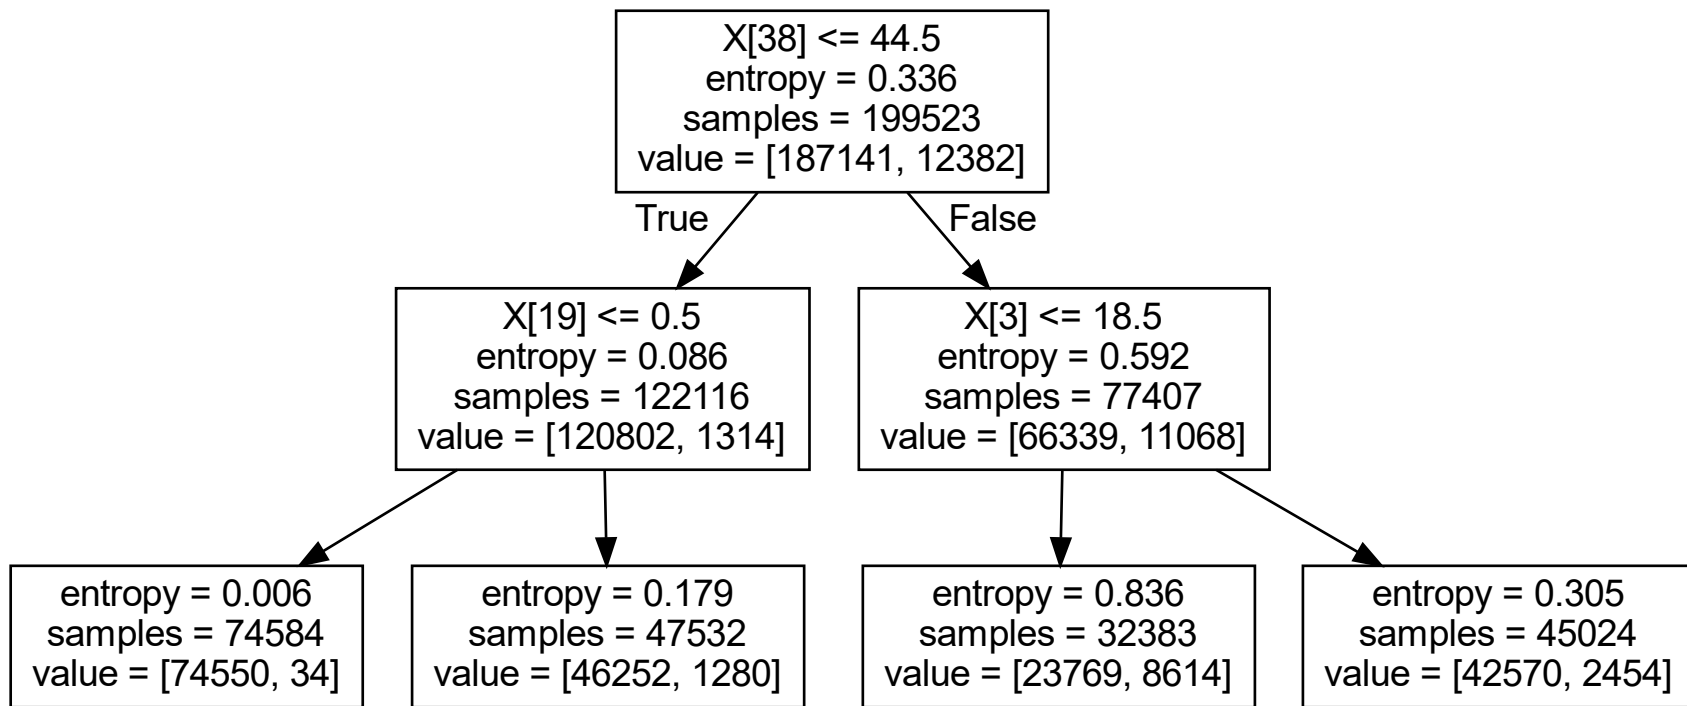 X[38] <= 44.5
entropy = 0.336
samples = 199523
value = [187141, 12382]
True
False
X[19] <= 0.5
entropy = 0.086
samples = 122116
value = [120802, 1314]
X[3] <= 18.5
entropy = 0.592
samples = 77407
value = [66339, 11068]
entropy = 0.006
samples = 74584
value = [74550, 34]
entropy = 0.179
samples = 47532
value = [46252, 1280]
entropy = 0.836
samples = 32383
value = [23769, 8614]
entropy = 0.305
samples = 45024
value = [42570, 2454]